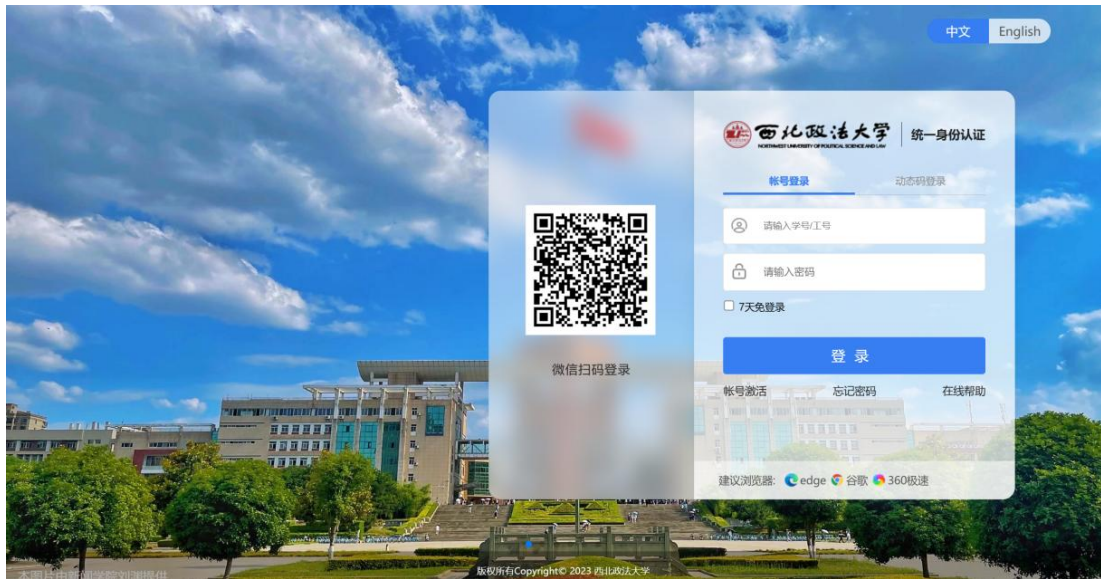 中文 English
西北政法大学 统一身份认证
NORTHWEST UNIVERSITY OF POLITICAL SCIENCE AND LAW
帐号登录 动态码登录
请输入学号/工号
请输入密码
7天免登录
登 录
微信扫码登录
帐号激活 忘记密码 在线帮助
建议浏览器: edge 谷歌 360极速
版权所有Copyright© 2023 西北政法大学